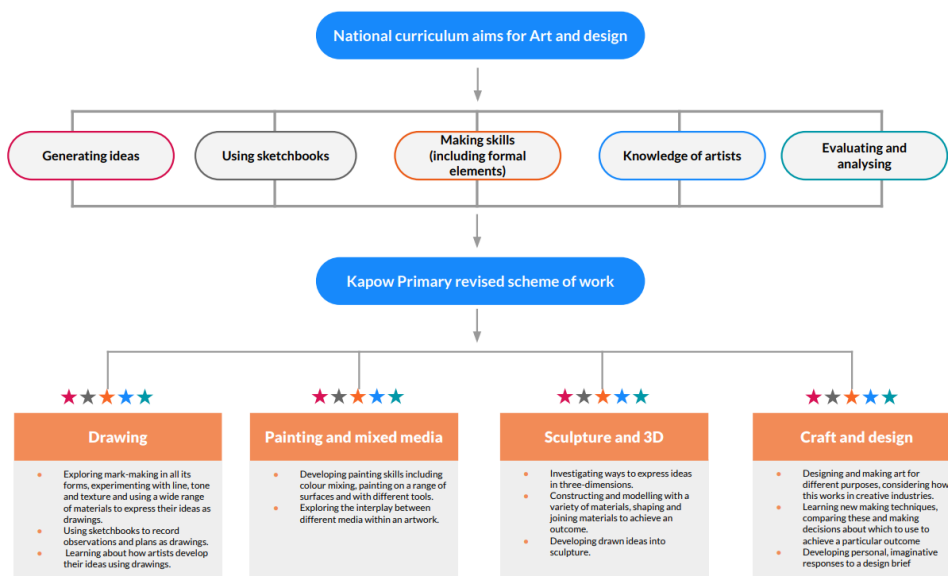 National curriculum aims for Art and design
Generating ideas
Using sketchbooks
Making skills
(including formal
elements)
Knowledge of artists
Evaluating and
analysing
Kapow Primary revised scheme of work
Drawing
• Exploring mark-making in all its
forms, experimenting with line, tone
and texture and using a wide range
of materials to express their ideas as
drawings.
• Using sketchbooks to record
observations and plans as drawings.
• Learning about how artists develop
their ideas using drawings.
Painting and mixed media
• Developing painting skills including
colour mixing, painting on a range of
surfaces and with different tools.
• Exploring the interplay between
different media within an artwork.
Sculpture and 3D
• Investigating ways to express ideas
in three-dimensions.
• Constructing and modelling with a
variety of materials, shaping and
joining materials to achieve an
outcome.
• Developing drawn ideas into
sculpture.
Craft and design
• Designing and making art for
different purposes, considering how
this works in creative industries.
• Learning new making techniques,
comparing these and making
decisions about which to use to
achieve a particular outcome
• Developing personal, imaginative
responses to a design brief